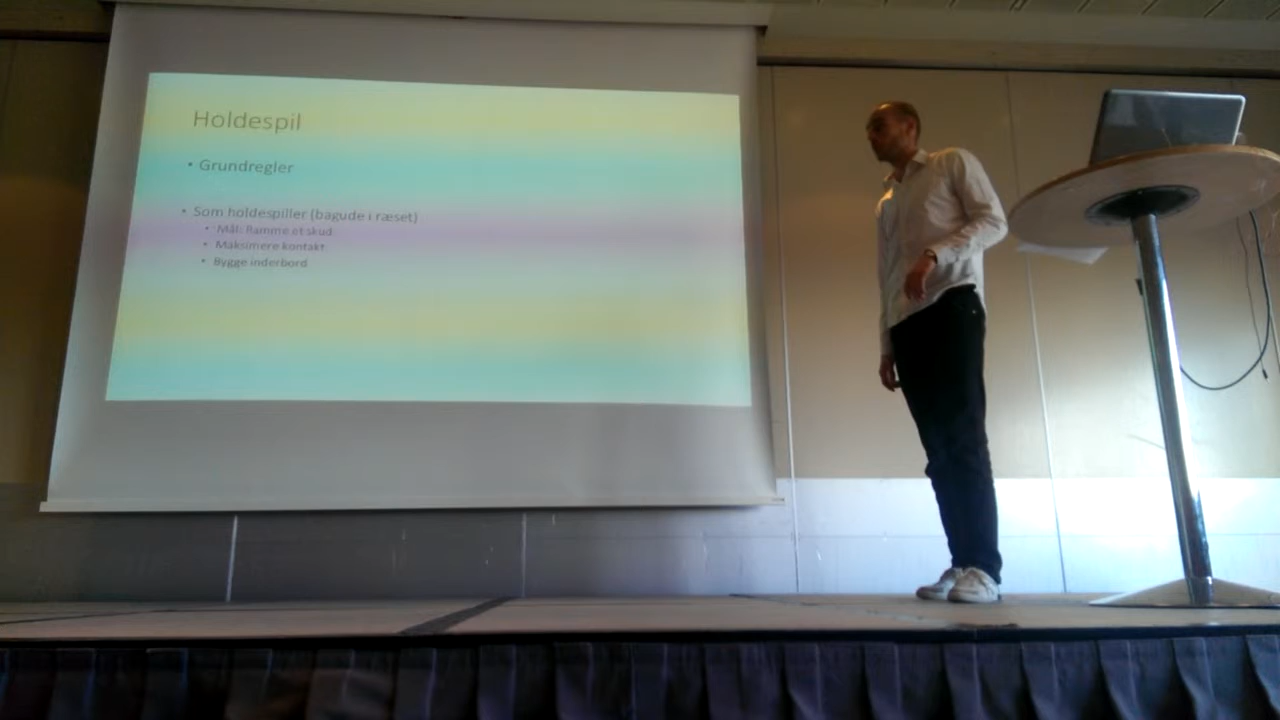 Holdespil
• Grundregler
• Som holdespiller (bagude i ræset)
• Mål: Ramme et skud
• Maksimere kontakt
• Bygge inderbord